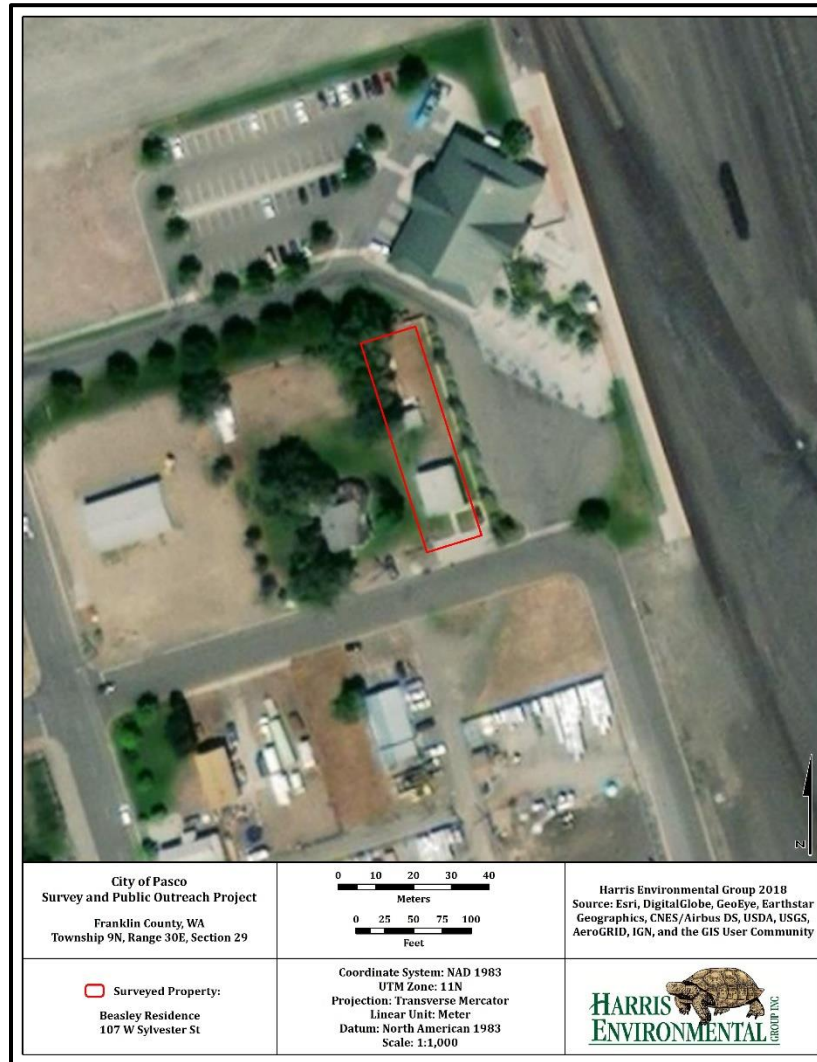 N
City of Pasco
Survey and Public Outreach Project
Franklin County, WA
Township 9N, Range 30E, Section 29
0 10 20 30 40
Meters
0 25 50 75 100
Feet
Harris Environmental Group 2018
Source: Esri, DigitalGlobe, GeoEye, Earthstar
Geographics, CNES/Airbus DS, USDA, USGS,
AeroGRID, IGN, and the GIS User Community
Surveyed Property:
Beasley Residence
107 W Sylvester St
Coordinate System: NAD 1983
UTM Zone: 11N
Projection: Transverse Mercator
Linear Unit: Meter
Datum: North American 1983
Scale: 1:1,000
HARRIS
ENVIRONMENTAL
GROUP INC